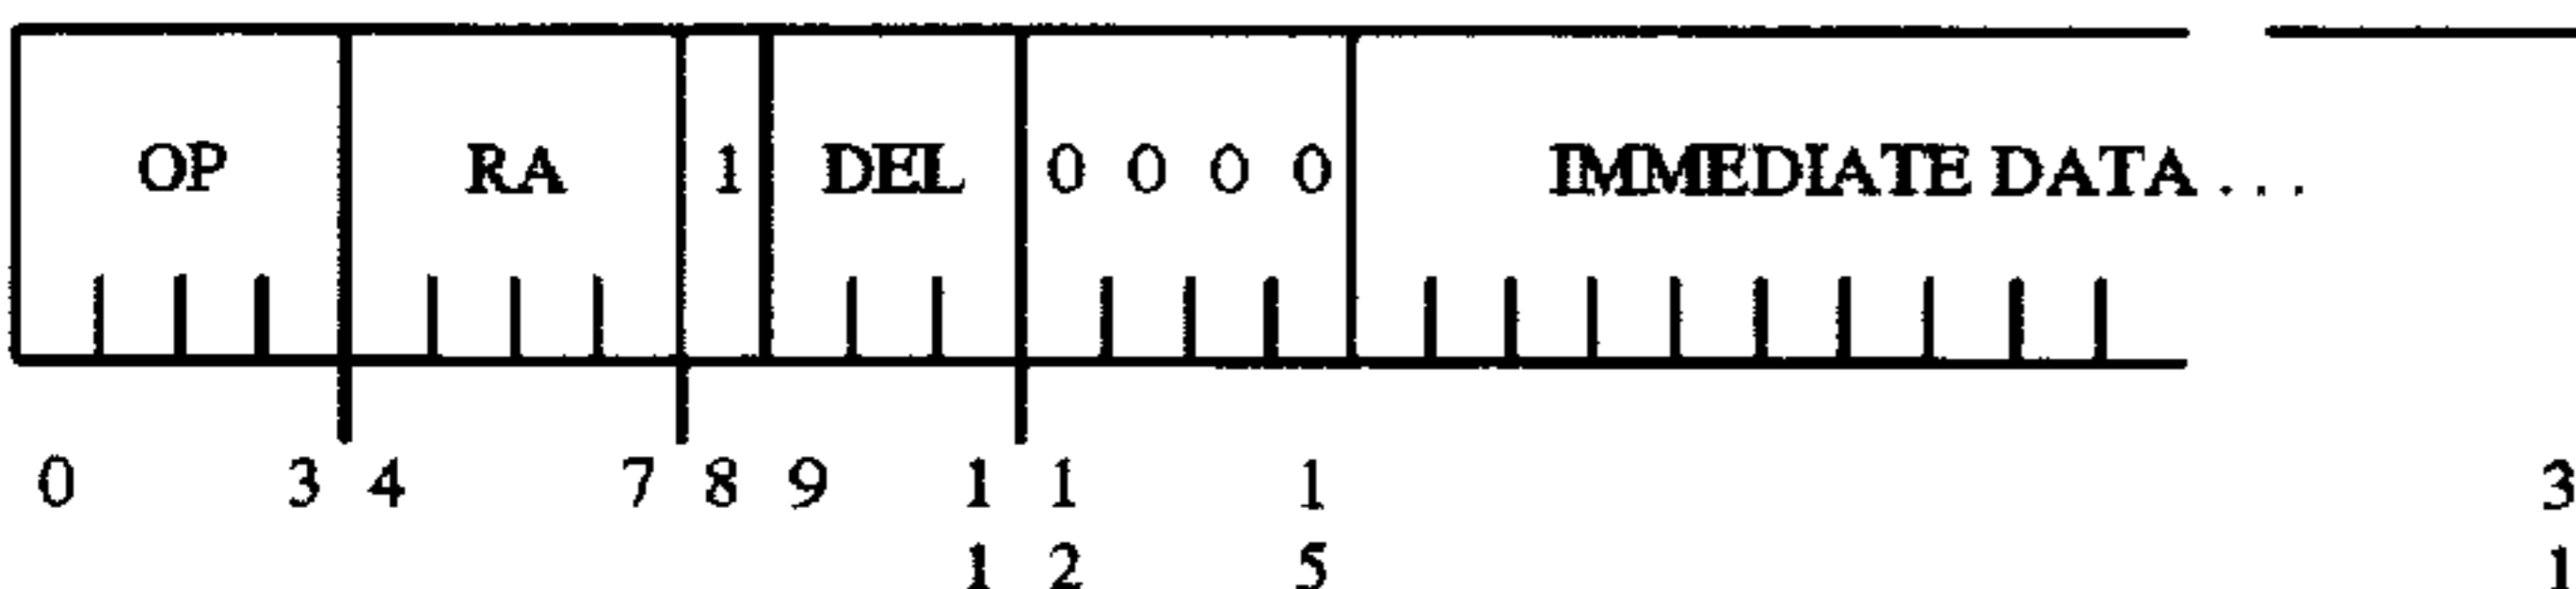 OP RA 1 DEL 0 0 0 0 IMMEDIATE DATA . . .
0 3 4 7 8 9 1 1 1 3
1 2 5 1